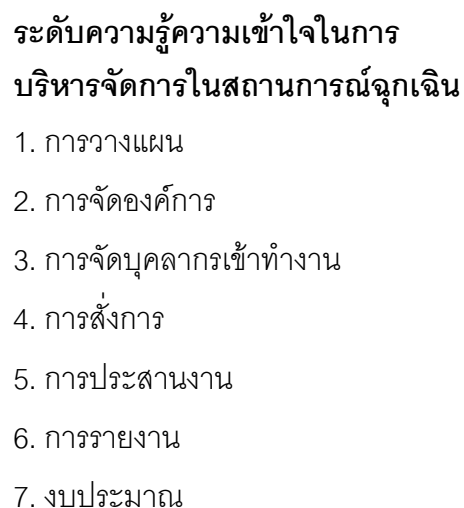 ระดับความรู้ความเข้าใจในการ
บริหารจัดการในสถานการณ์ฉุกเฉิน
1. การวางแผน
2. การจัดองค์การ
3. การจัดบุคลากรเข้าทำงาน
4. การสั่งการ
5. การประสานงาน
6. การรายงาน
7. งบประมาณ